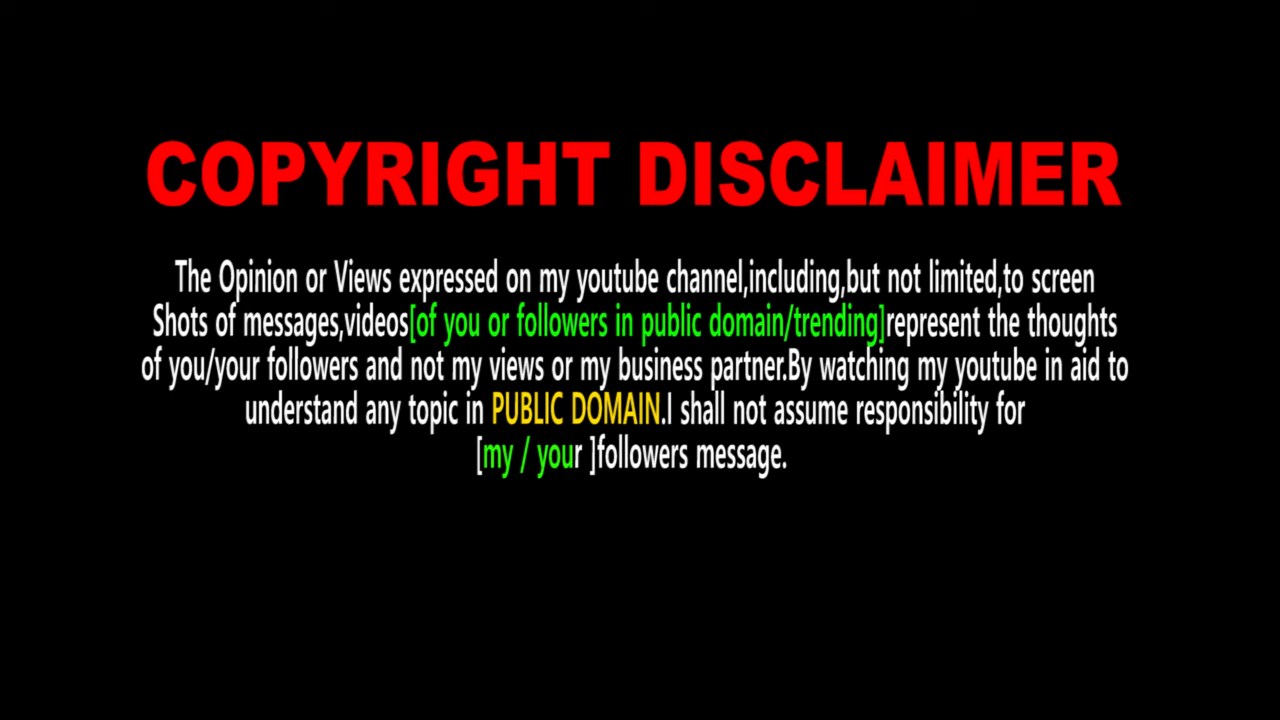 COPYRIGHT DISCLAIMER
The Opinion or Views expressed on my youtube channel,including,but not limited,to screen
Shots of messages,videos[of you or followers in public domain/trending]represent the thoughts
of you/your followers and not my views or my business partner.By watching my youtube in aid to
understand any topic in PUBLIC DOMAIN.I shall not assume responsibility for
[my / your ]followers message.